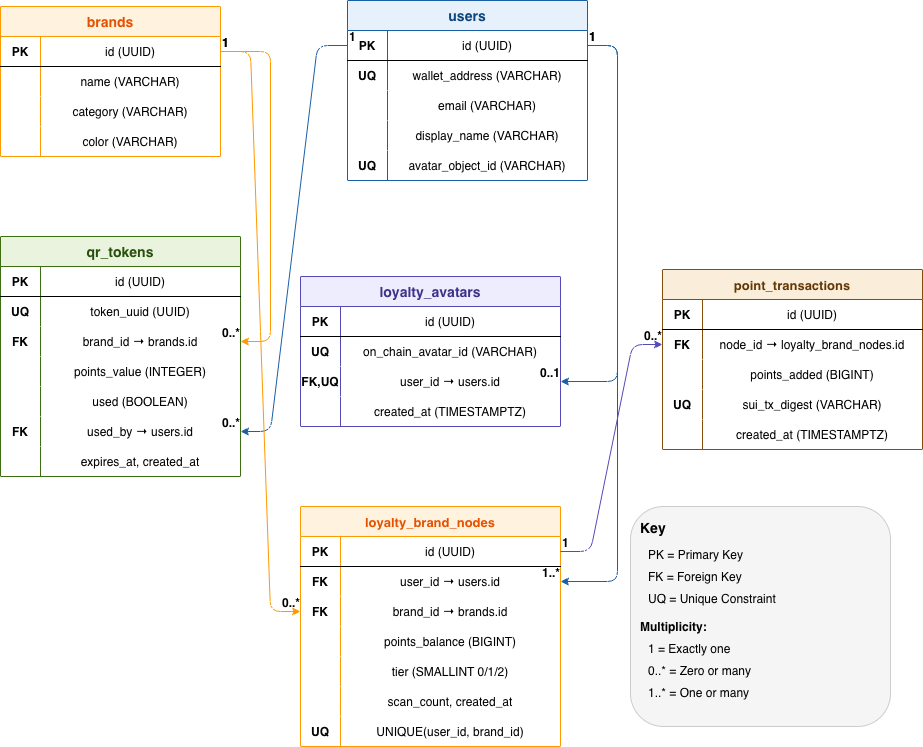 brands
PK id (UUID)
name (VARCHAR)
category (VARCHAR)
color (VARCHAR)
1
users
1
PK id (UUID)
1
UQ wallet_address (VARCHAR)
email (VARCHAR)
display_name (VARCHAR)
UQ avatar_object_id (VARCHAR)
qr_tokens
PK id (UUID)
UQ token_uuid (UUID)
FK brand_id → brands.id
0..*
points_value (INTEGER)
used (BOOLEAN)
FK used_by → users.id
0..*
expires_at, created_at
loyalty_avatars
PK id (UUID)
UQ on_chain_avatar_id (VARCHAR)
FK,UQ user_id → users.id
0..1
created_at (TIMESTAMPTZ)
point_transactions
PK id (UUID)
0..*
FK node_id → loyalty_brand_nodes.id
points_added (BIGINT)
UQ sui_tx_digest (VARCHAR)
created_at (TIMESTAMPTZ)
loyalty_brand_nodes
PK id (UUID)
1
FK user_id → users.id
1..*
0..*
FK brand_id → brands.id
points_balance (BIGINT)
tier (SMALLINT 0/1/2)
scan_count, created_at
UQ UNIQUE(user_id, brand_id)
Key
PK = Primary Key
FK = Foreign Key
UQ = Unique Constraint
Multiplicity:
1 = Exactly one
0..* = Zero or many
1..* = One or many